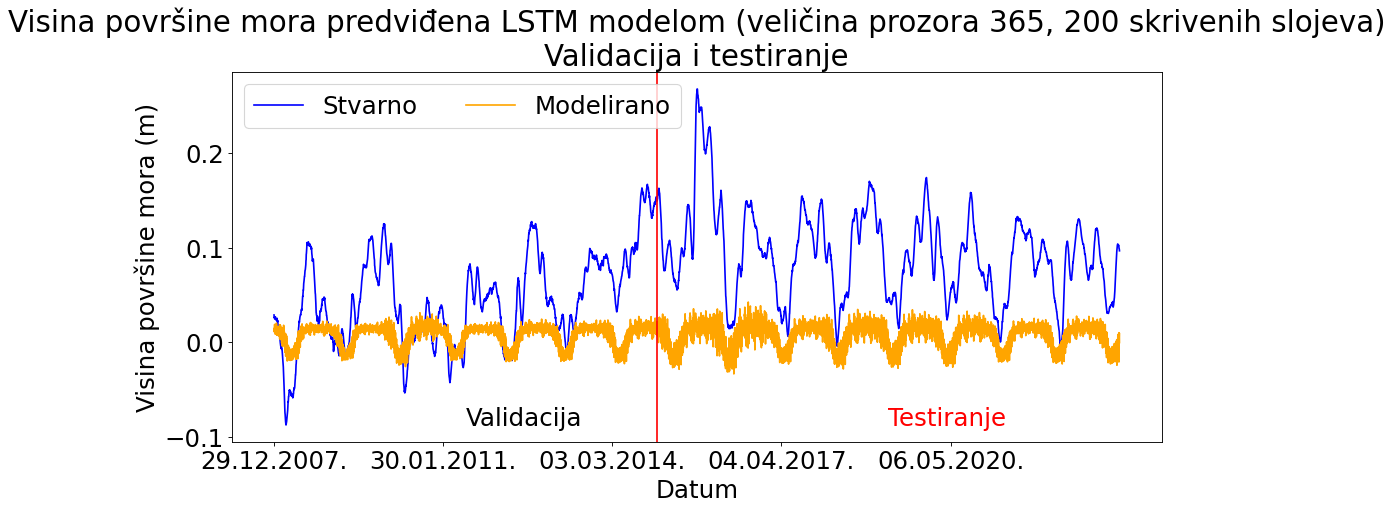 Visina površine mora predviđena LSTM modelom (veličina prozora 365, 200 skrivenih slojeva)
Validacija i testiranje
Stvarno
Modelirano
Visina površine mora (m)
0.2
0.1
0.0
−0.1
Validacija
Testiranje
29.12.2007.
30.01.2011.
03.03.2014.
04.04.2017.
06.05.2020.
Datum